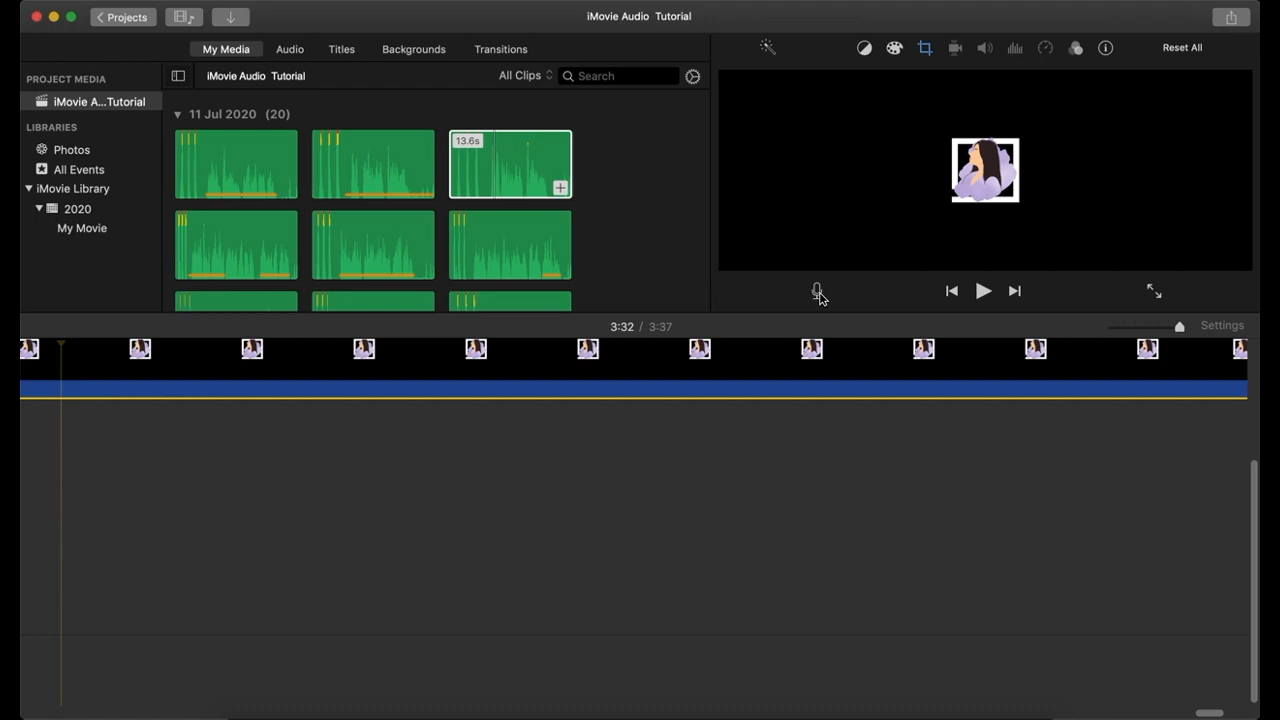 Projects
iMovie Audio Tutorial
My Media
Audio
Titles
Backgrounds
Transitions
Reset All
PROJECT MEDIA
iMovie A...Tutorial
LIBRARIES
Photos
All Events
iMovie Library
2020
My Movie
iMovie Audio Tutorial
All Clips
Search
11 Jul 2020 (20)
13.6s
3:32 / 3:37
Settings